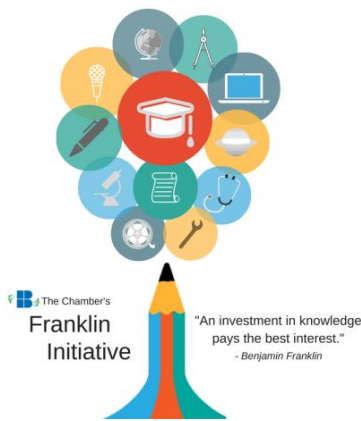 The Chamber's
Franklin
Initiative
"An investment in knowledge
pays the best interest."
- Benjamin Franklin